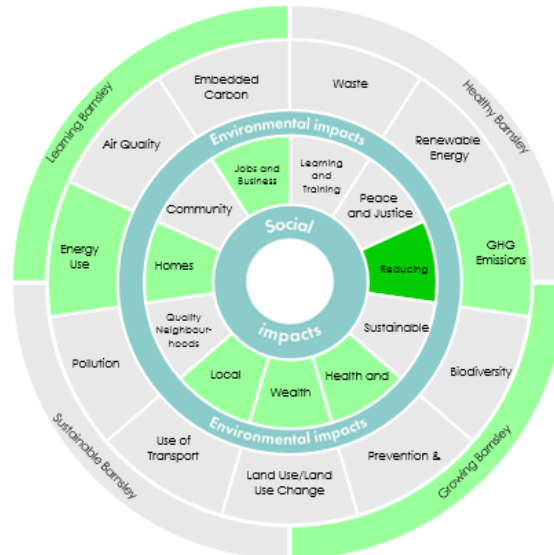 Learning Barnsley
Healthy Barnsley
Growing Barnsley
Sustainable Barnsley
Embedded
Carbon
Waste
Renewable
Energy
GHG
Emissions
Biodiversity
Prevention &
Land Use/Land
Use Change
Use of
Transport
Pollution
Energy
Use
Air Quality
Environmental impacts
Environmental impacts
Jobs and
Business
Learning
and
Training
Peace
and Justice
Reducing
Sustainable
Health and
Wealth
Local
Quality
Neighbour-
hoods
Homes
Community
Social
impacts